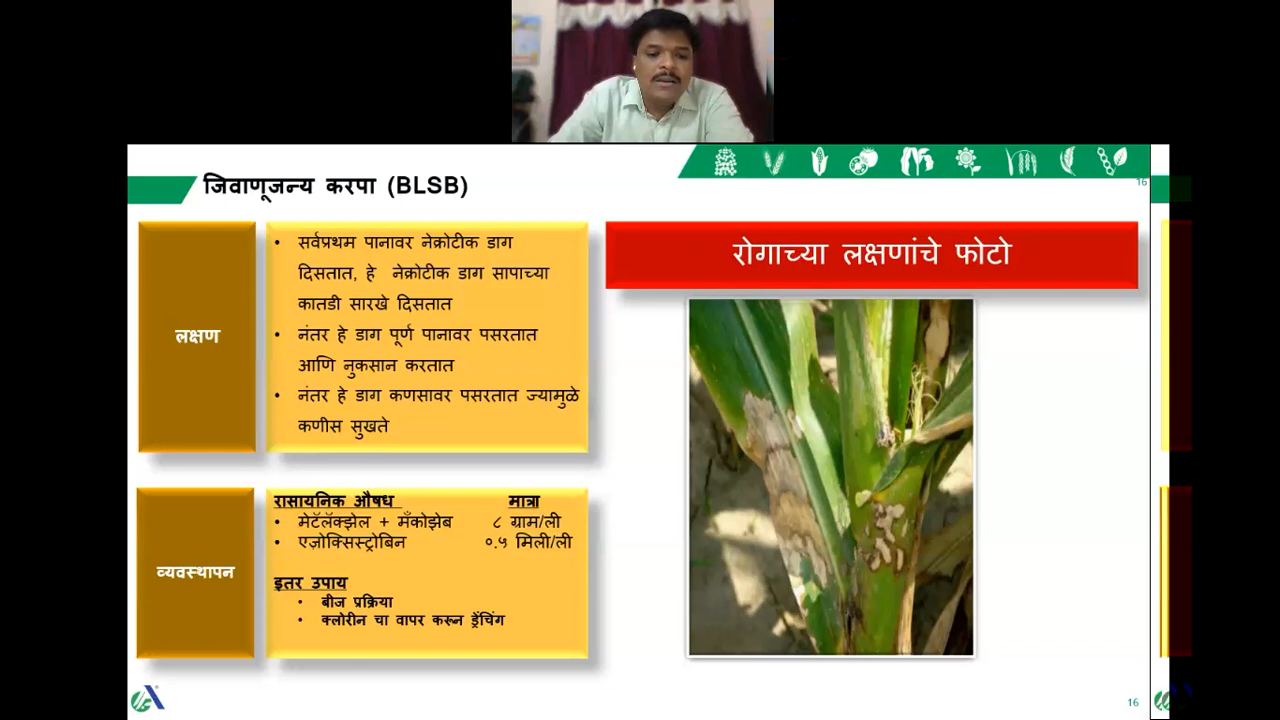 जिवाणूजन्य करपा (BLSB)
16
लक्षण
• सर्वप्रथम पानावर नेक्रोटीक डाग
दिसतात, हे नेक्रोटीक डाग सापाच्या
कातडी सारखे दिसतात
• नंतर हे डाग पूर्ण पानावर पसरतात
आणि नुकसान करतात
• नंतर हे डाग कणसावर पसरतात ज्यामुळे
कणीस सुखते
रोगाच्या लक्षणांचे फोटो
व्यवस्थापन
रासायनिक औषध मात्रा
• मेटॅलॅक्झेल + मँकोझेब ८ ग्राम/ली
• एज़ोक्सिस्ट्रोबिन ०.५ मिली/ली
इतर उपाय
• बीज प्रक्रिया
• क्लोरीन चा वापर करून ड्रेंचिंग
16